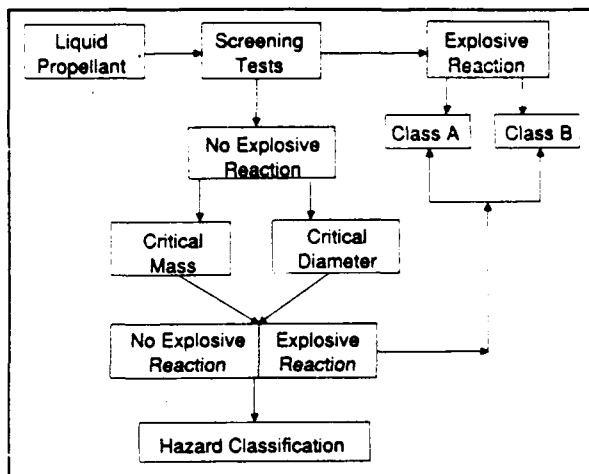 Liquid
Propellant
Screening
Tests
Explosive
Reaction
Class A
Class B
No Explosive
Reaction
Critical
Mass
Critical
Diameter
No Explosive
Reaction
Explosive
Reaction
Hazard Classification